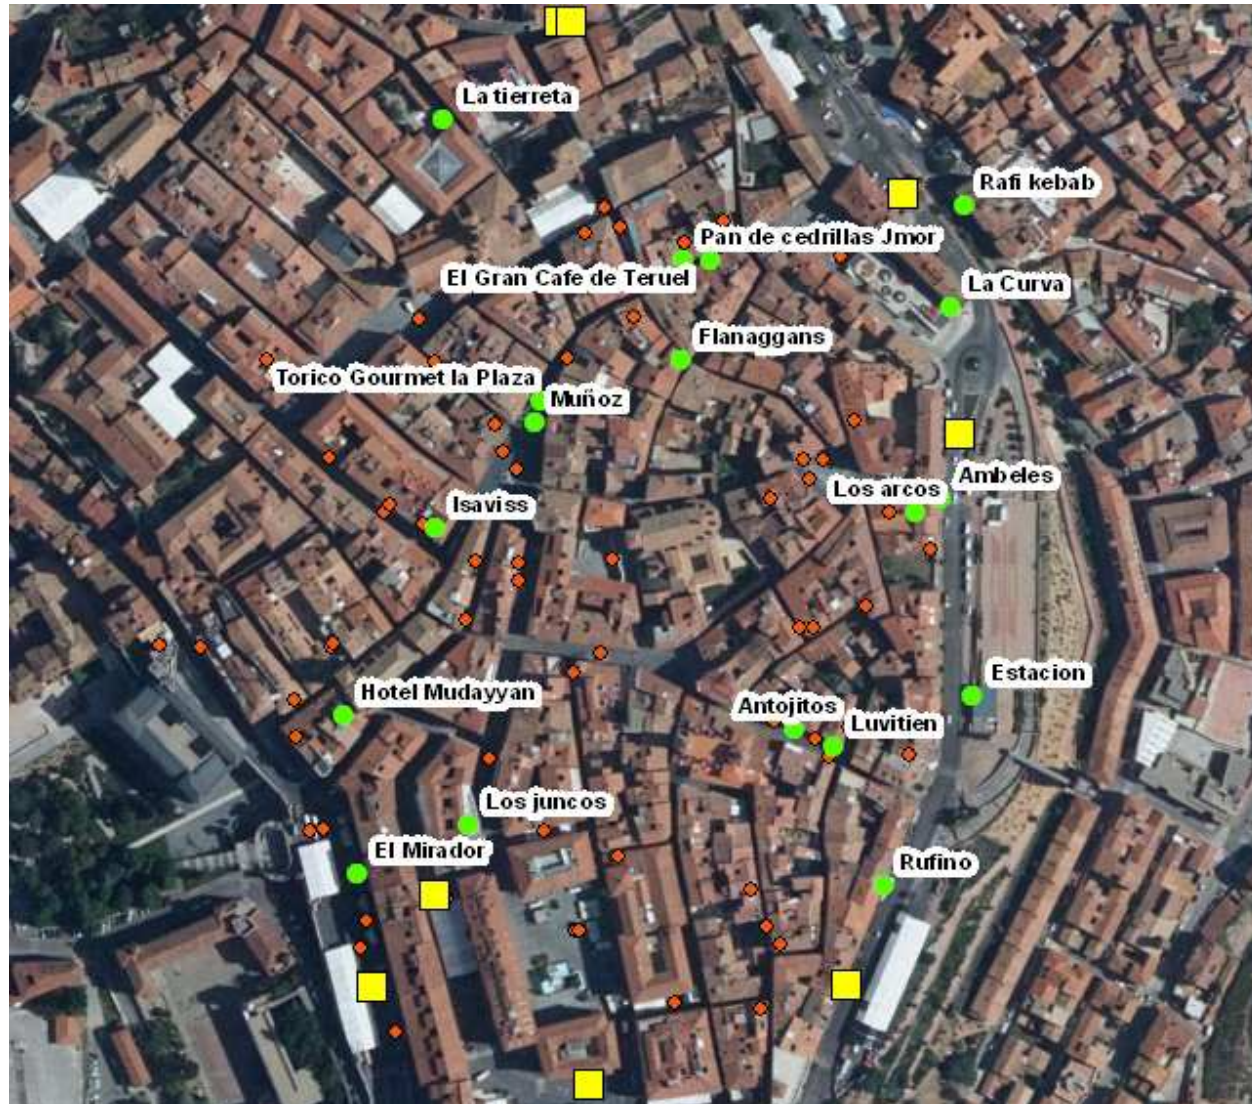 La tierreta
Rafi kebab
Pan de cedrillas Jmor
El Gran Cafe de Teruel
La Curva
Flanaggans
Torico Gourmet la Plaza
Muñoz
Ambeles
Los arcos
Isaviss
Estacion
Hotel Mudayyan
Antojitos
Luvitien
Los juncos
El Mirador
Rufino